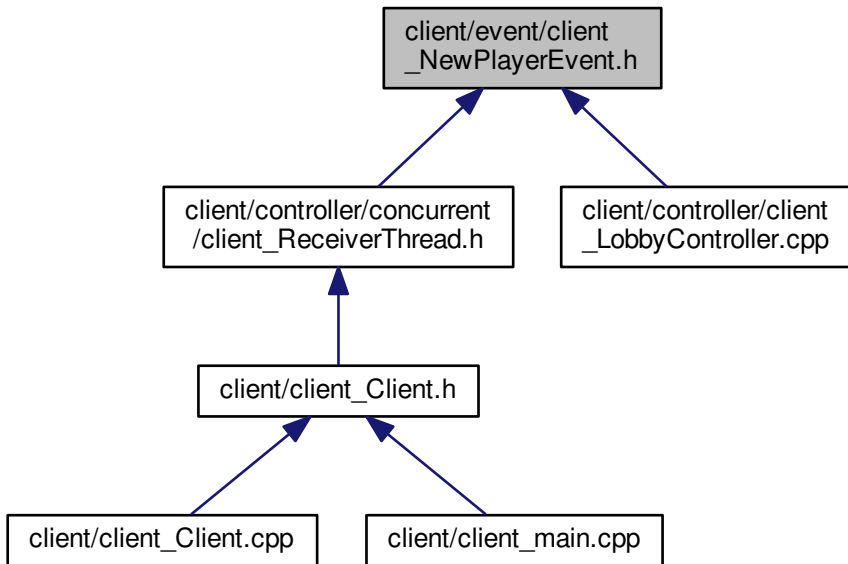 client/event/client
_NewPlayerEvent.h
client/controller/concurrent
/client_ReceiverThread.h
client/controller/client
_LobbyController.cpp
client/client_Client.h
client/client_Client.cpp
client/client_main.cpp